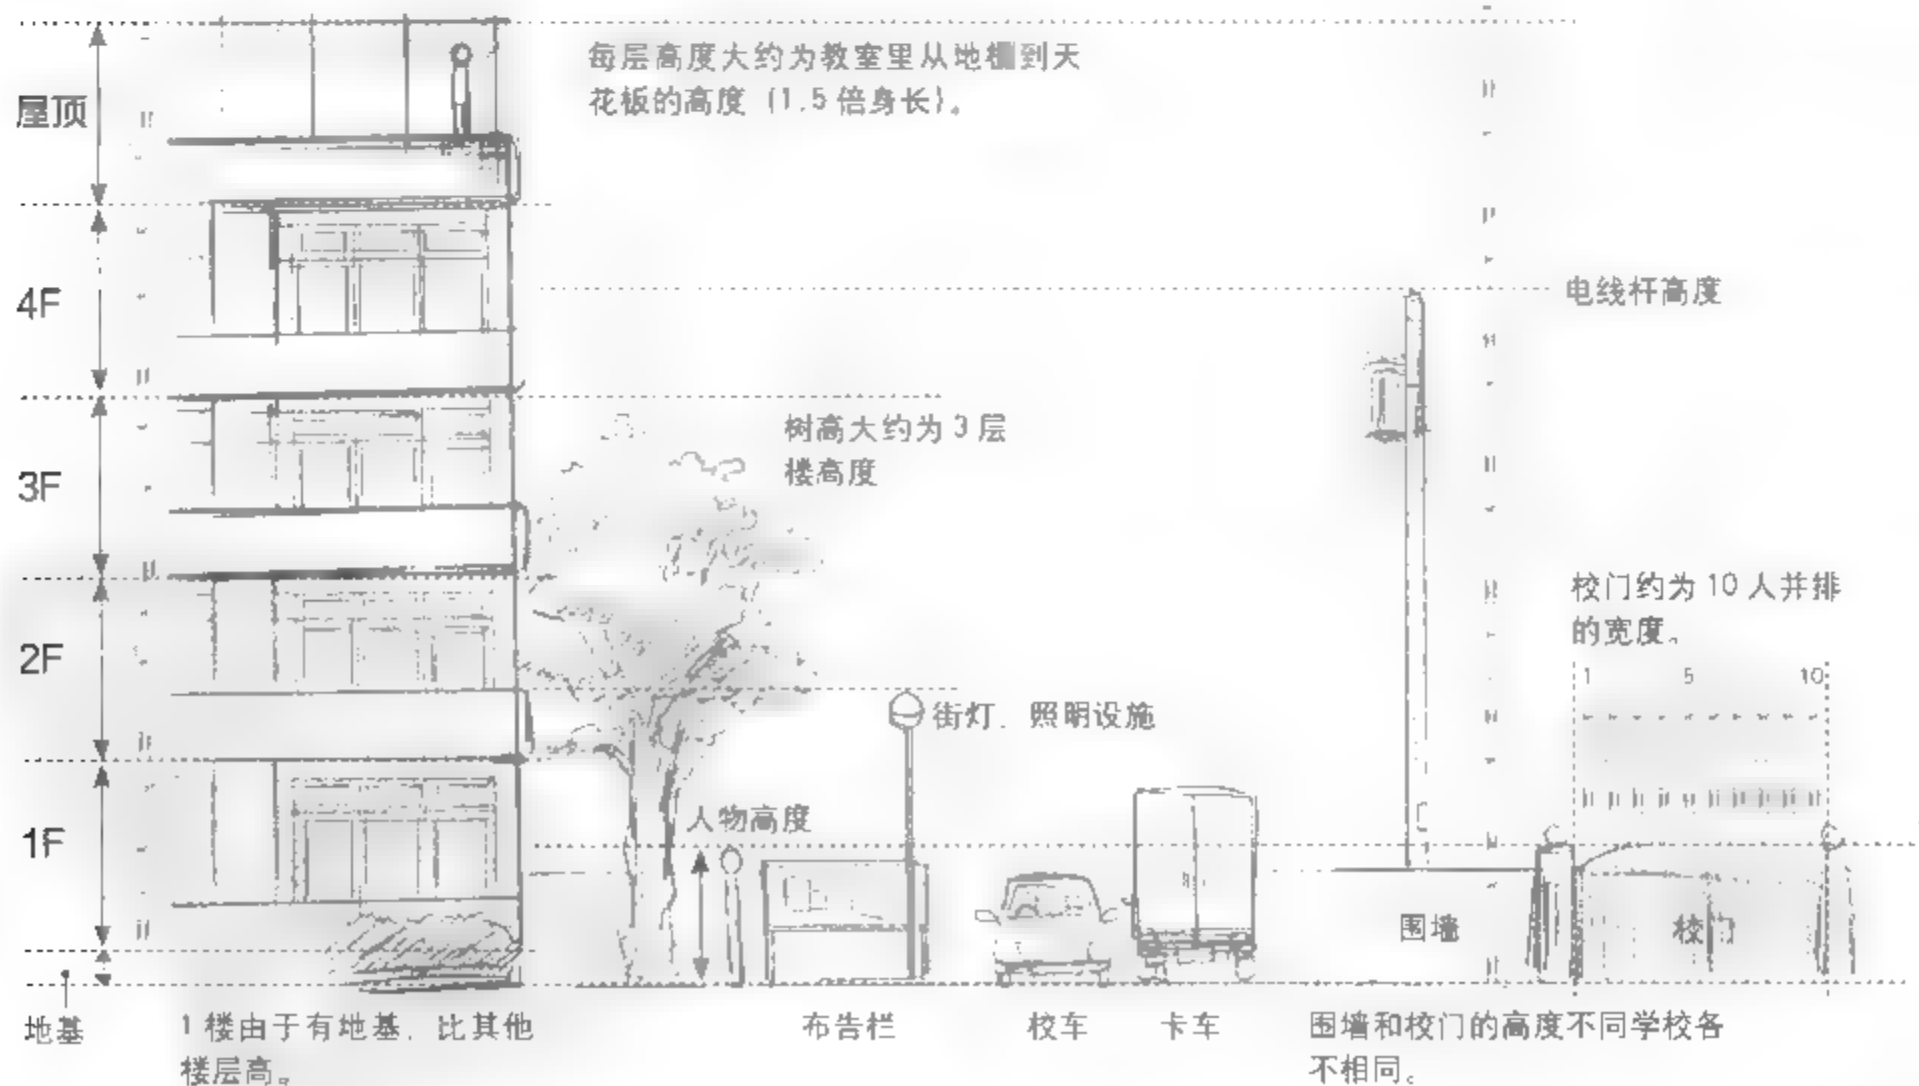 每层高度大约为教室里从地棚到天
花板的高度 (1.5 倍身长)。
屋顶
4F
电线杆高度
树高大约为 3 层
楼高度
3F
校门约为 10 人并排
的宽度。
2F
1 5 10
街灯、照明设施
人物高度
1F
围墙
校门
地基
1 楼由于有地基、比其他
楼层高。
布告栏
校车
卡车
围墙和校门的高度不同学校各
不相同。